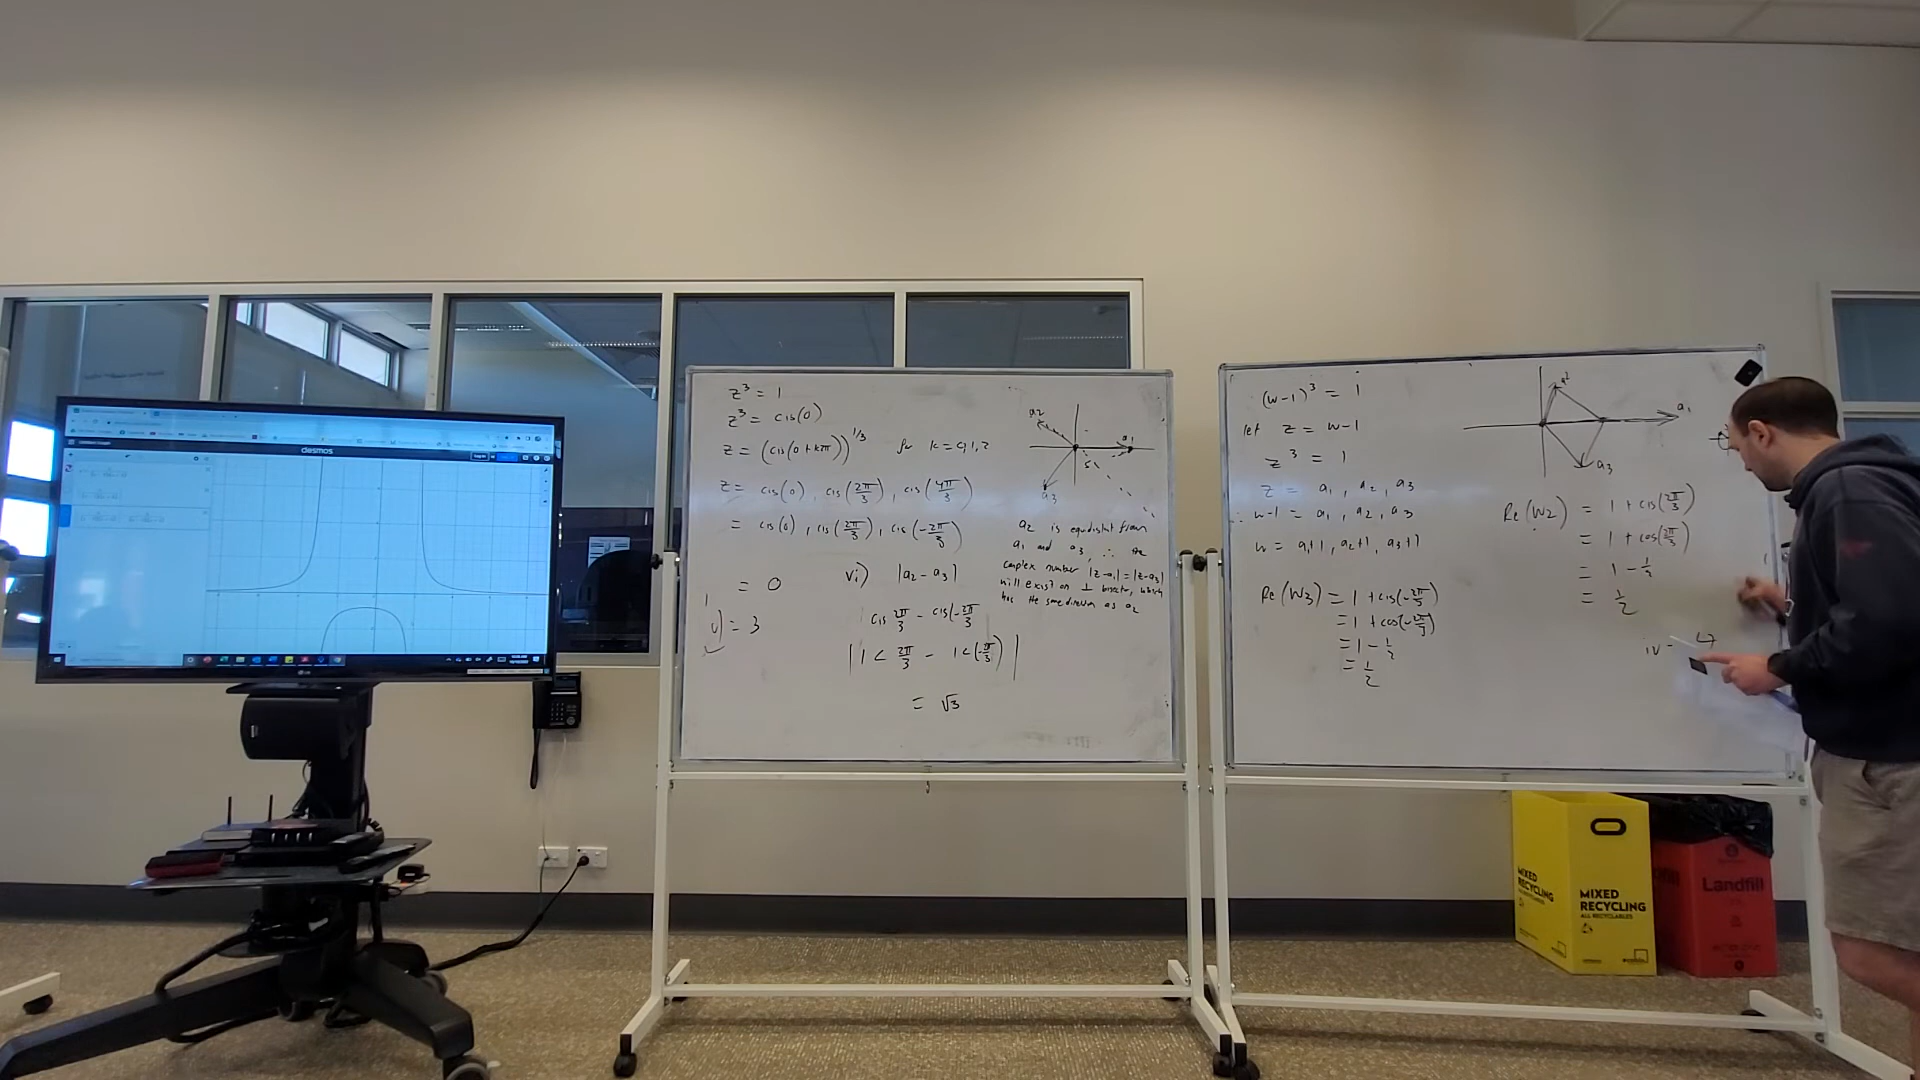 desmos
z³ = 1
z³ = cis(0)
z = (cis(0+k2π))^1/3 for k=0,1,2
z = cis(0), cis(2π/3), cis(4π/3)
= cis(0), cis(2π/3), cis(-2π/3)
= 0
v) = 3
vi) |a2 - a3|
cis 2π/3 - cis(-2π/3
|1∠ 2π/3 - 1∠(-2π/3)|
= √3
a2
a1
a3
a2 is equidistant from
a1 and a3 ∴ the
complex number |z-a1| = |z-a3|
will exist on ⊥ bisector, which
has the same direction as a2
(w-1)³ = 1
let z = w-1
z³ = 1
z = a1, a2, a3
∴ w-1 = a1, a2, a3
w = a1+1, a2+1, a3+1
Re(W3) = 1 + cis(-2π/3)
= 1 + cos(-2π/3)
= 1 - 1/2
= 1/2
a2
a1
a3
Re(W2) = 1 + cis(2π/3)
= 1 + cos(2π/3)
= 1 - 1/2
= 1/2
MIXED
RECYCLING
MIXED
RECYCLING
ALL RECYCLABLES
Landfill